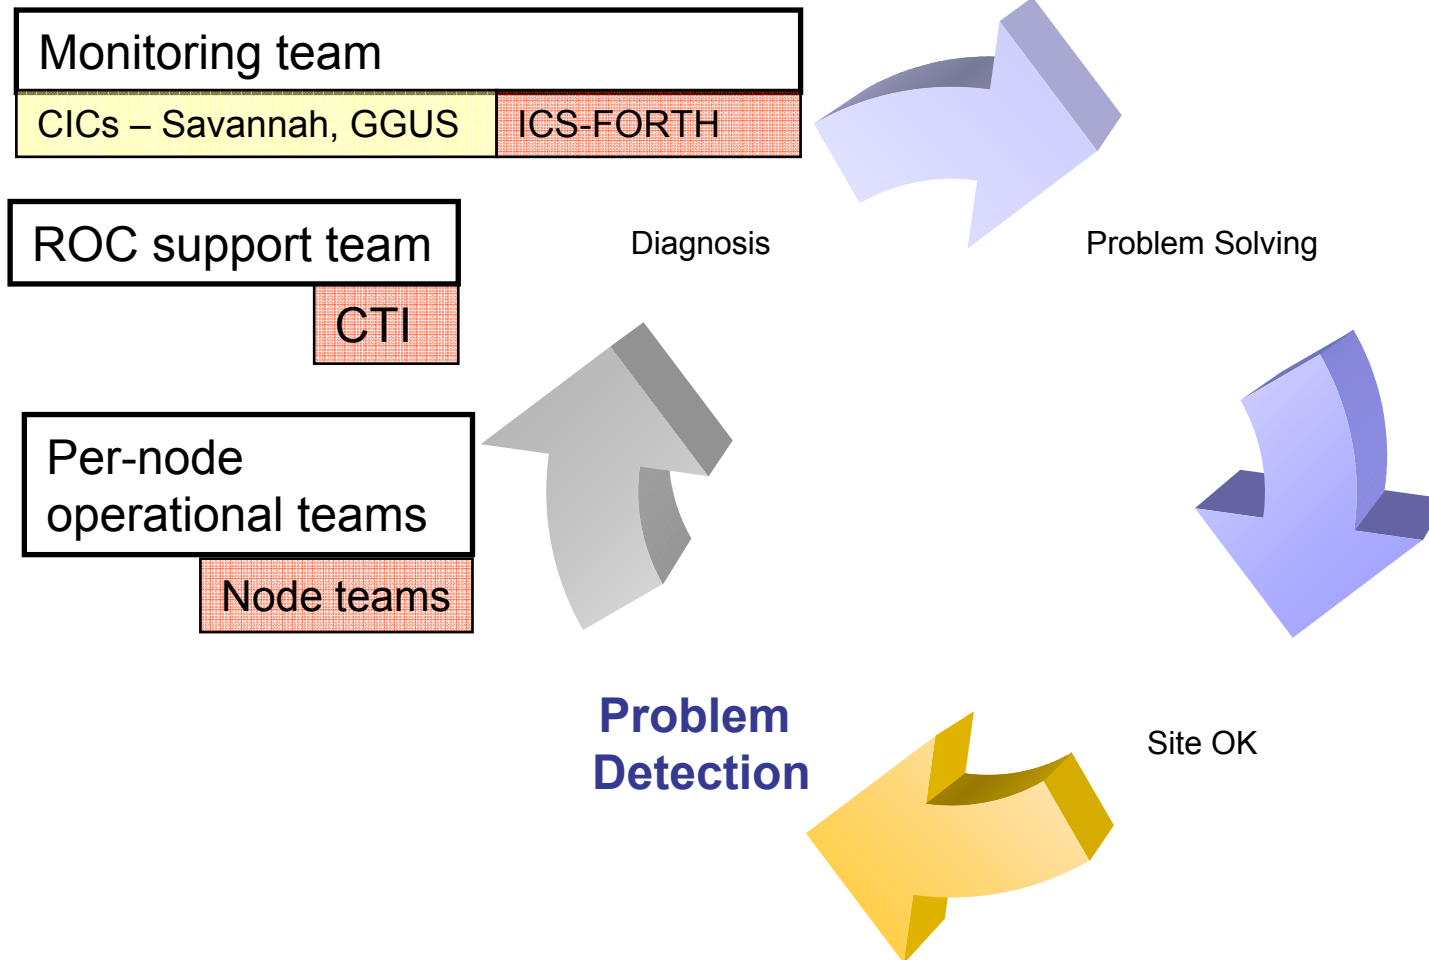 Monitoring team
CICs – Savannah, GGUS
ICS-FORTH
ROC support team
CTI
Diagnosis
Problem Solving
Per-node
operational teams
Node teams
Problem
Detection
Site OK